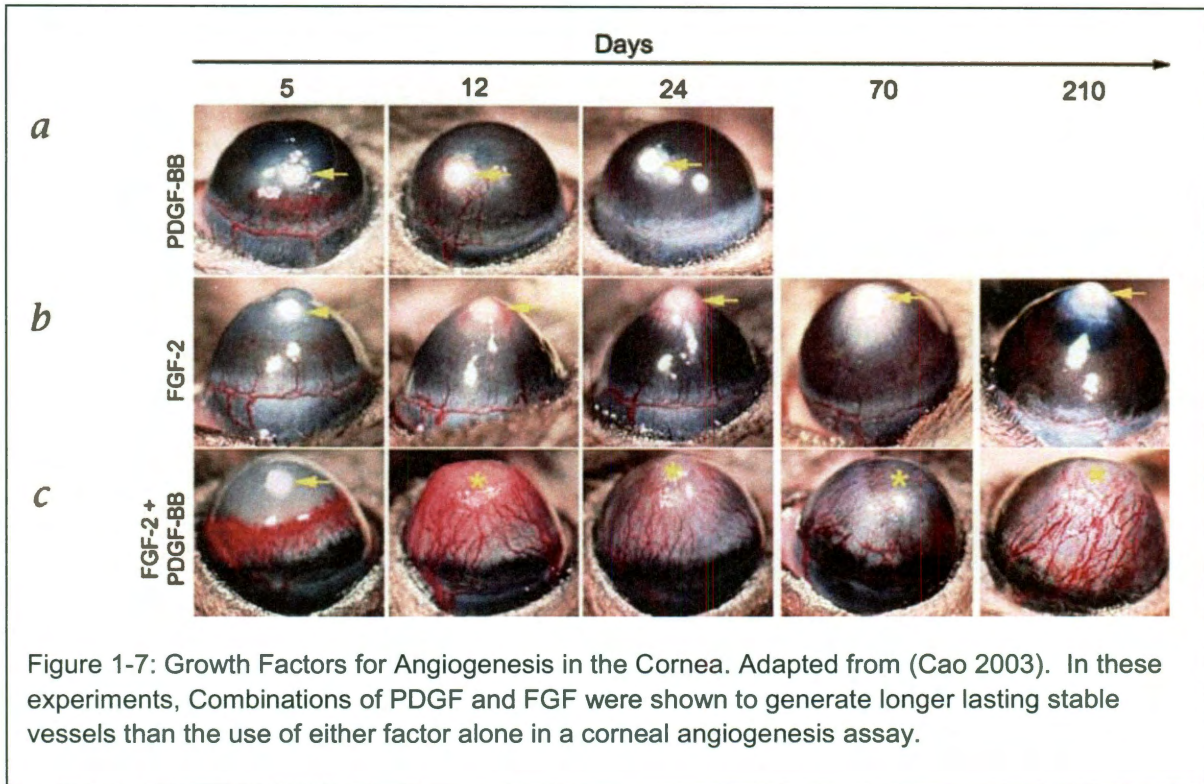 Days
5 12 24 70 210
a
PDGF-BB
b
FGF-2
c
FGF-2 +
PDGF-BB
Figure 1-7: Growth Factors for Angiogenesis in the Cornea. Adapted from (Cao 2003). In these
experiments, Combinations of PDGF and FGF were shown to generate longer lasting stable
vessels than the use of either factor alone in a corneal angiogenesis assay.